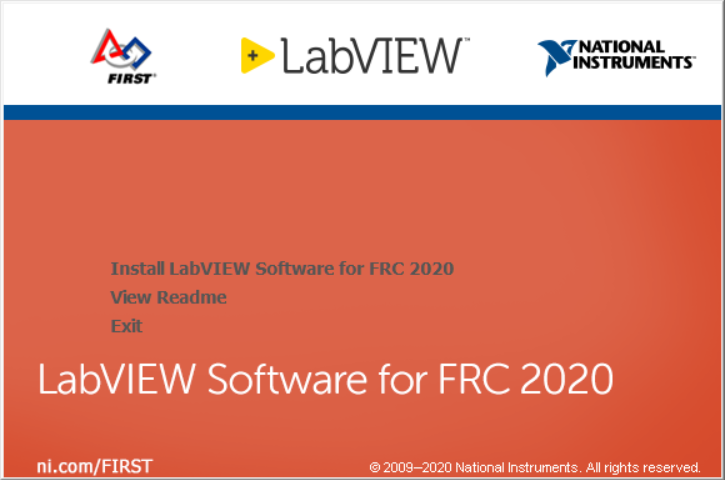 FIRST®
LabVIEW™
NATIONAL
INSTRUMENTS™
Install LabVIEW Software for FRC 2020
View Readme
Exit
LabVIEW Software for FRC 2020
ni.com/FIRST
© 2009–2020 National Instruments. All rights reserved.